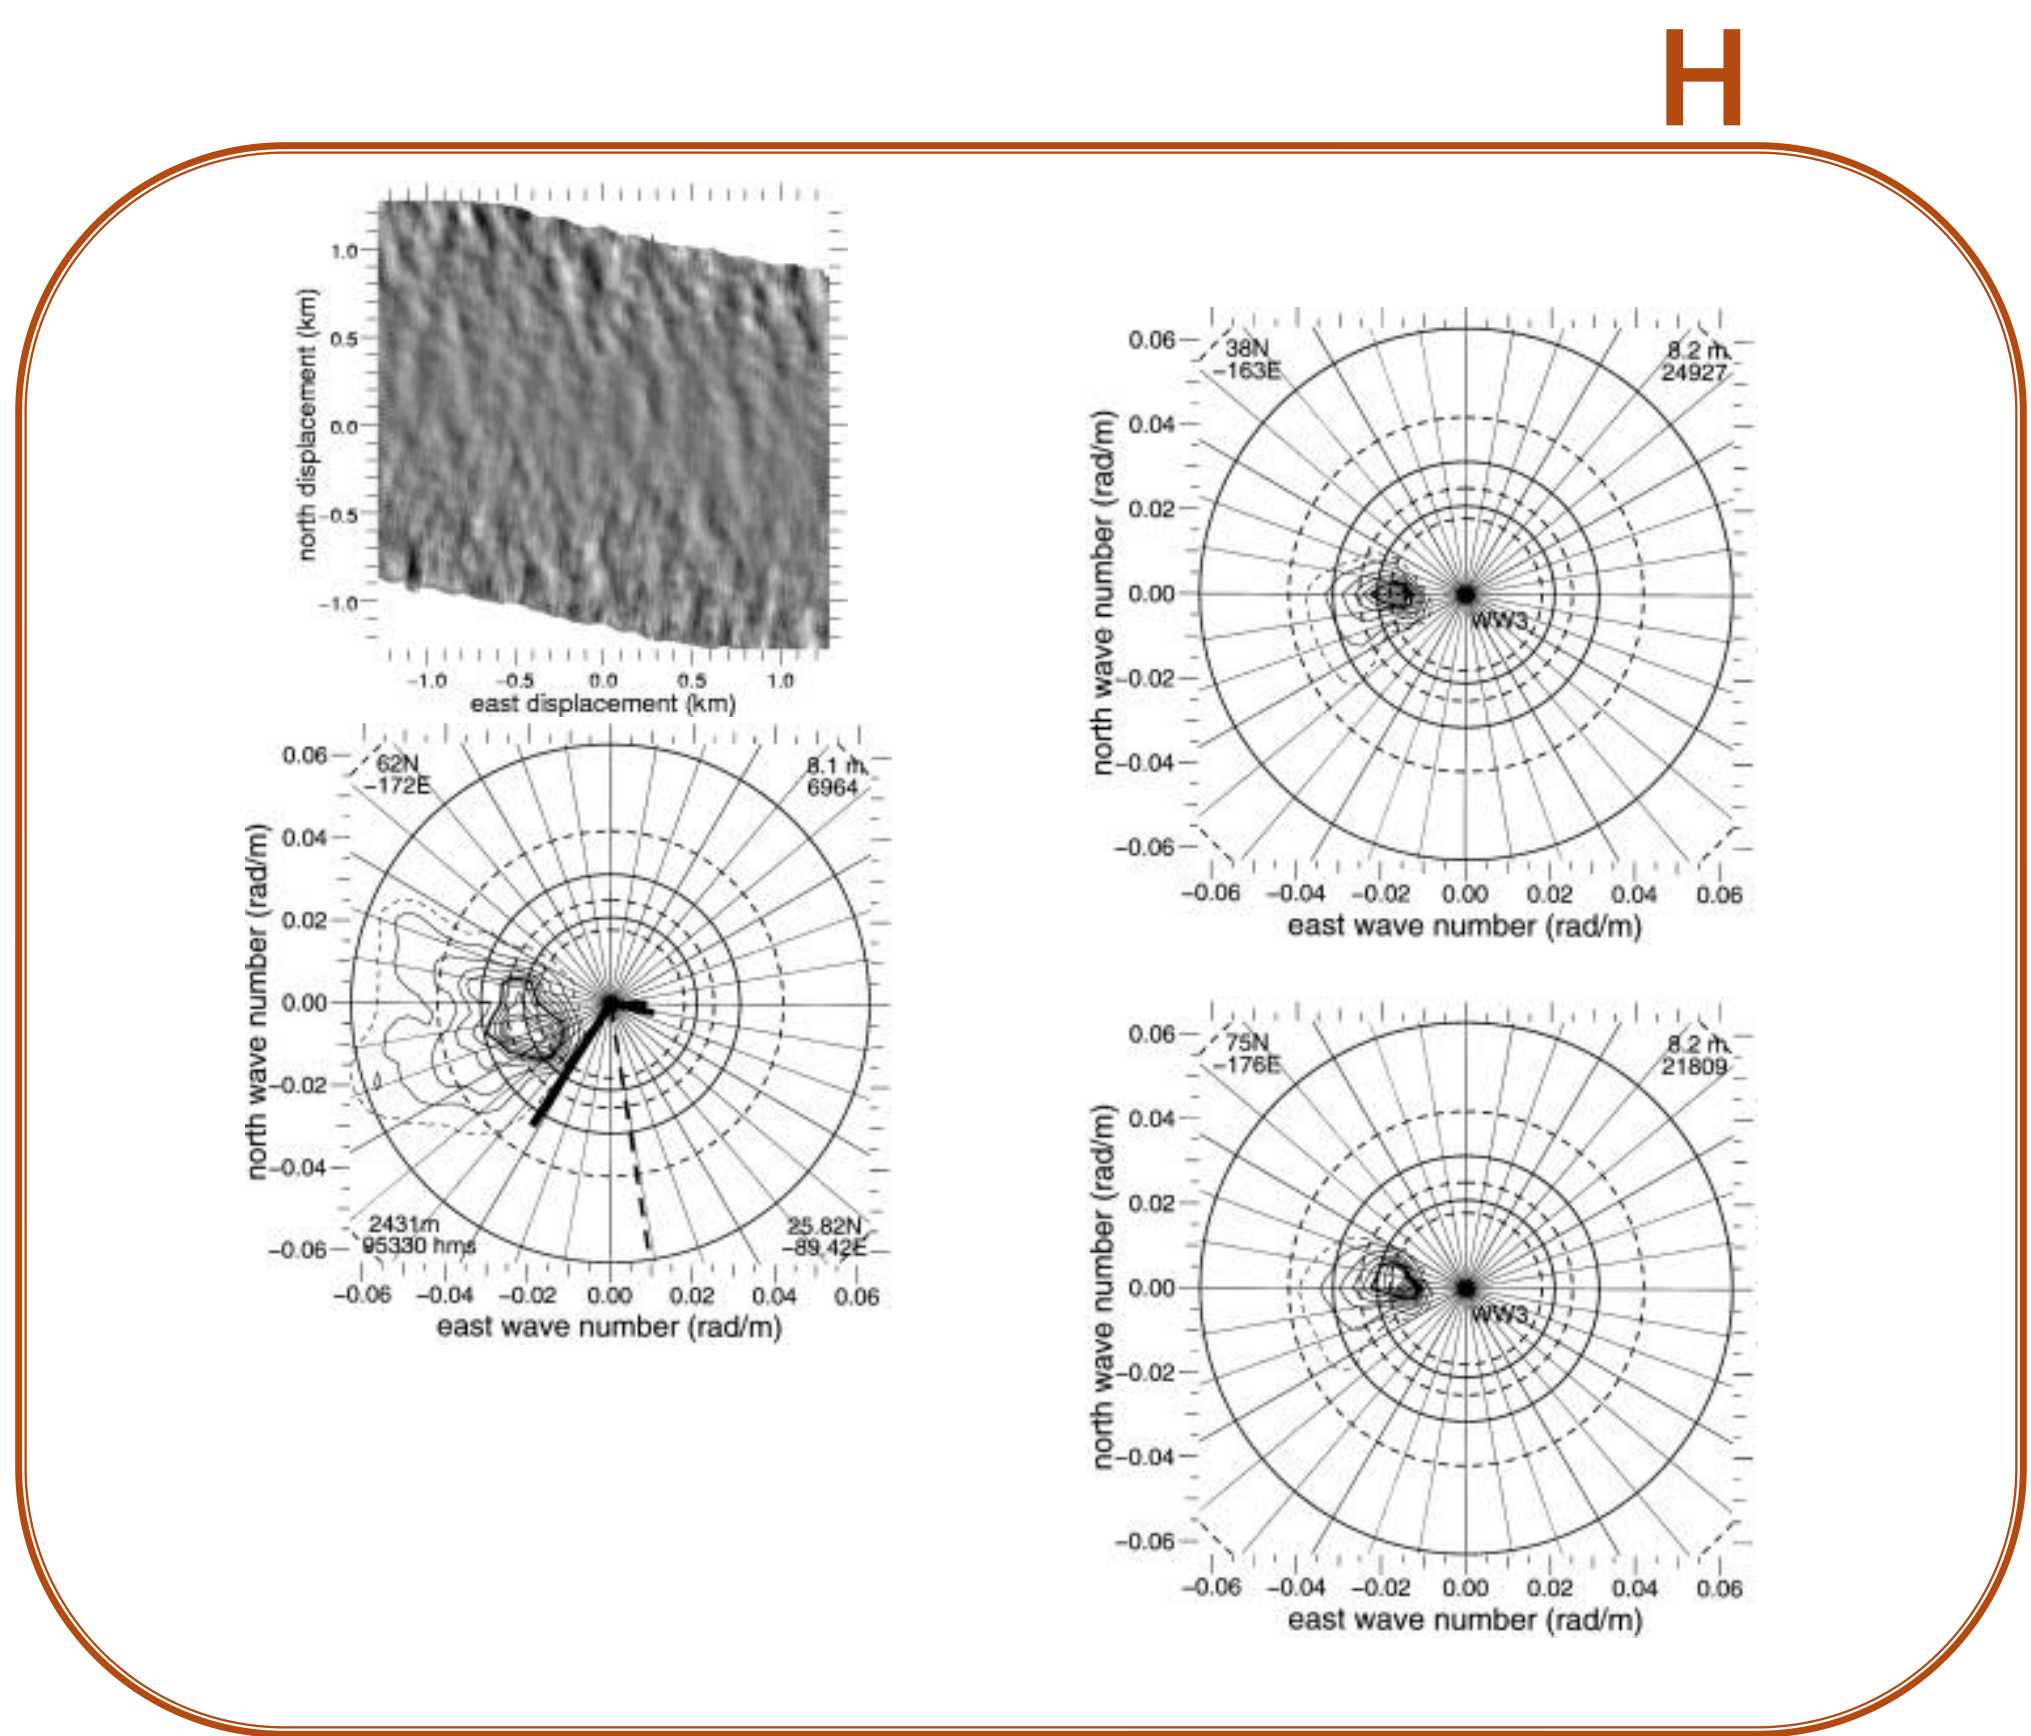 H
1.0
0.5
0.0
−0.5
−1.0
north displacement (km)
−1.0 −0.5 0.0 0.5 1.0
east displacement (km)
62N
−172E
8.1 m
6964
0.06
0.04
0.02
0.00
−0.02
−0.04
−0.06
north wave number (rad/m)
2431m
95330 hms
25.82N
−89.42E
−0.06 −0.04 −0.02 0.00 0.02 0.04 0.06
east wave number (rad/m)
38N
−163E
8.2 m
24927
0.06
0.04
0.02
0.00
−0.02
−0.04
−0.06
north wave number (rad/m)
WW3
−0.06 −0.04 −0.02 0.00 0.02 0.04 0.06
east wave number (rad/m)
75N
−176E
8.2 m
21809
0.06
0.04
0.02
0.00
−0.02
−0.04
−0.06
north wave number (rad/m)
WW3
−0.06 −0.04 −0.02 0.00 0.02 0.04 0.06
east wave number (rad/m)